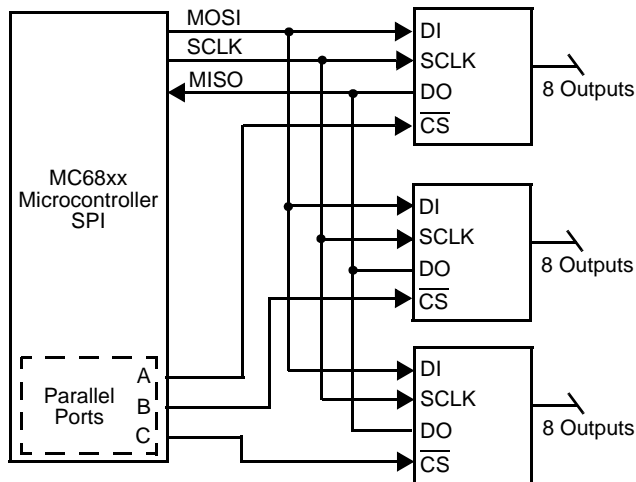 MOSI
SCLK
MISO
MC68xx
Microcontroller
SPI
Parallel
Ports
A
B
C
DI
SCLK
DO
CS
8 Outputs
DI
SCLK
DO
CS
8 Outputs
DI
SCLK
DO
CS
8 Outputs